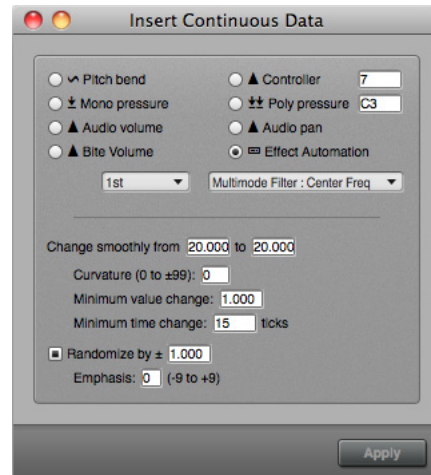 Insert Continuous Data
Pitch bend Controller 7
Mono pressure Poly pressure C3
Audio volume Audio pan
Bite Volume Effect Automation
1st Multimode Filter : Center Freq
Change smoothly from 20.000 to 20.000
Curvature (0 to ±99): 0
Minimum value change: 1.000
Minimum time change: 15 ticks
Randomize by ± 1.000
Emphasis: 0 (-9 to +9)
Apply